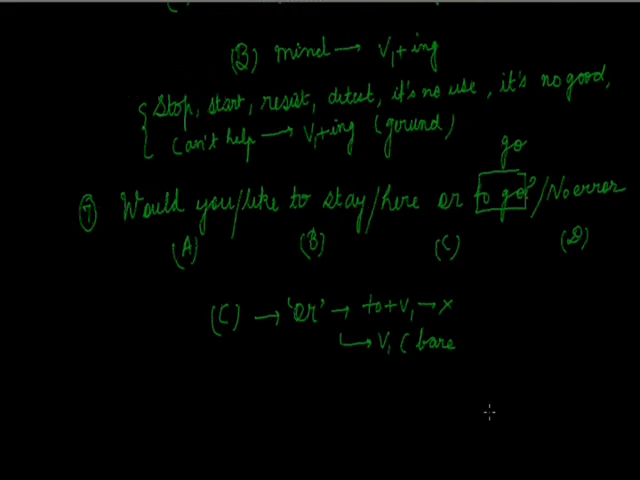 (B) mind → V₁+ing
Stop, start, resist, detest, it's no use, it's no good,
Can't help → V₁+ing (gerund)
go
⑦ Would you/like to stay/here or to go?/No error
(A) (B) (C) (D)
(C) → 'Or' → to+V₁ → x
↳ V₁ (bare